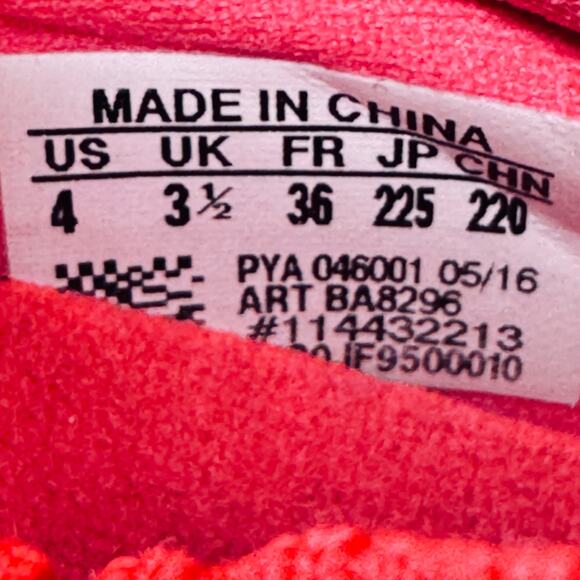 MADE IN CHINA
US UK FR JP CHN
4 3½ 36 225 220
PYA 046001 05/16
ART BA8296
#114432213
IF9500010